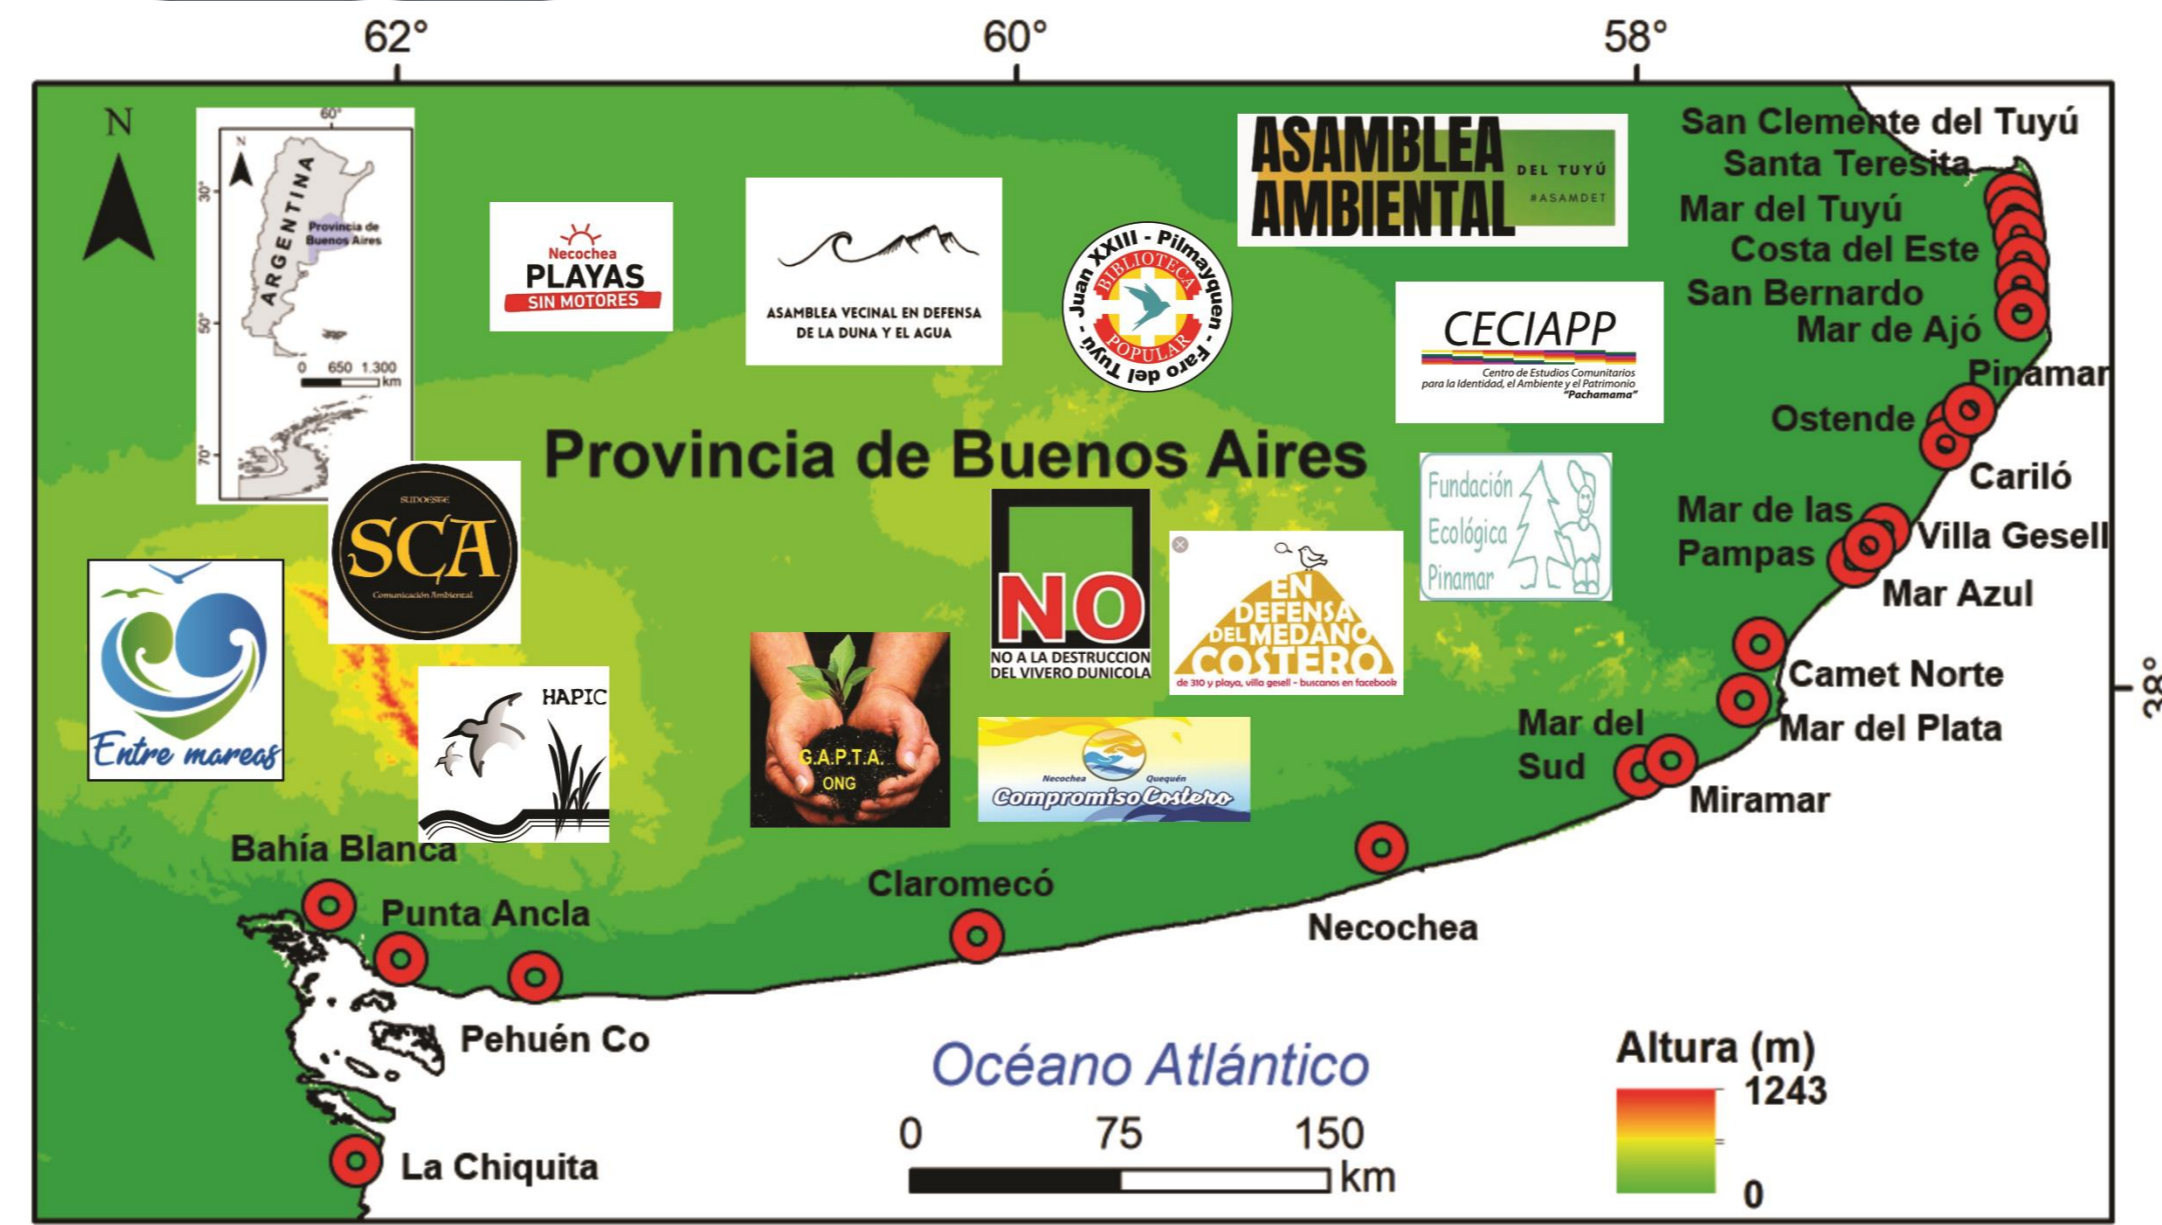 62°
60°
58°
N
60°
N
30°
50°
70°
ARGENTINA
Provincia de
Buenos Aires
0 650 1.300
km
Necochea
PLAYAS
SIN MOTORES
ASAMBLEA VECINAL EN DEFENSA
DE LA DUNA Y EL AGUA
Juan XXIII - Pilmayquen - Faro del Tuyú -
BIBLIOTECA
POPULAR
ASAMBLEA
AMBIENTAL
DEL TUYÚ
#ASAMDET
CECIAPP
Centro de Estudios Comunitarios
para la Identidad, el Ambiente y el Patrimonio
"Pachamama"
San Clemente del Tuyú
Santa Teresita
Mar del Tuyú
Costa del Este
San Bernardo
Mar de Ajó
Pinamar
Ostende
Cariló
Mar de las
Pampas
Villa Gesell
Mar Azul
Camet Norte
Mar del Plata
Mar del
Sud
Miramar
38°
Provincia de Buenos Aires
SUDOESTE
SCA
Comunicación Ambiental
Entre mareas
HAPIC
G.A.P.T.A.
ONG
NO
NO A LA DESTRUCCION
DEL VIVERO DUNICOLA
EN
DEFENSA
DEL MEDANO
COSTERO
de 310 y playa, villa gesell - buscanos en facebook
Fundación
Ecológica
Pinamar
Necochea Quequén
Compromiso Costero
Bahía Blanca
Punta Ancla
Pehuén Co
La Chiquita
Claromecó
Necochea
Océano Atlántico
0 75 150
km
Altura (m)
1243
0